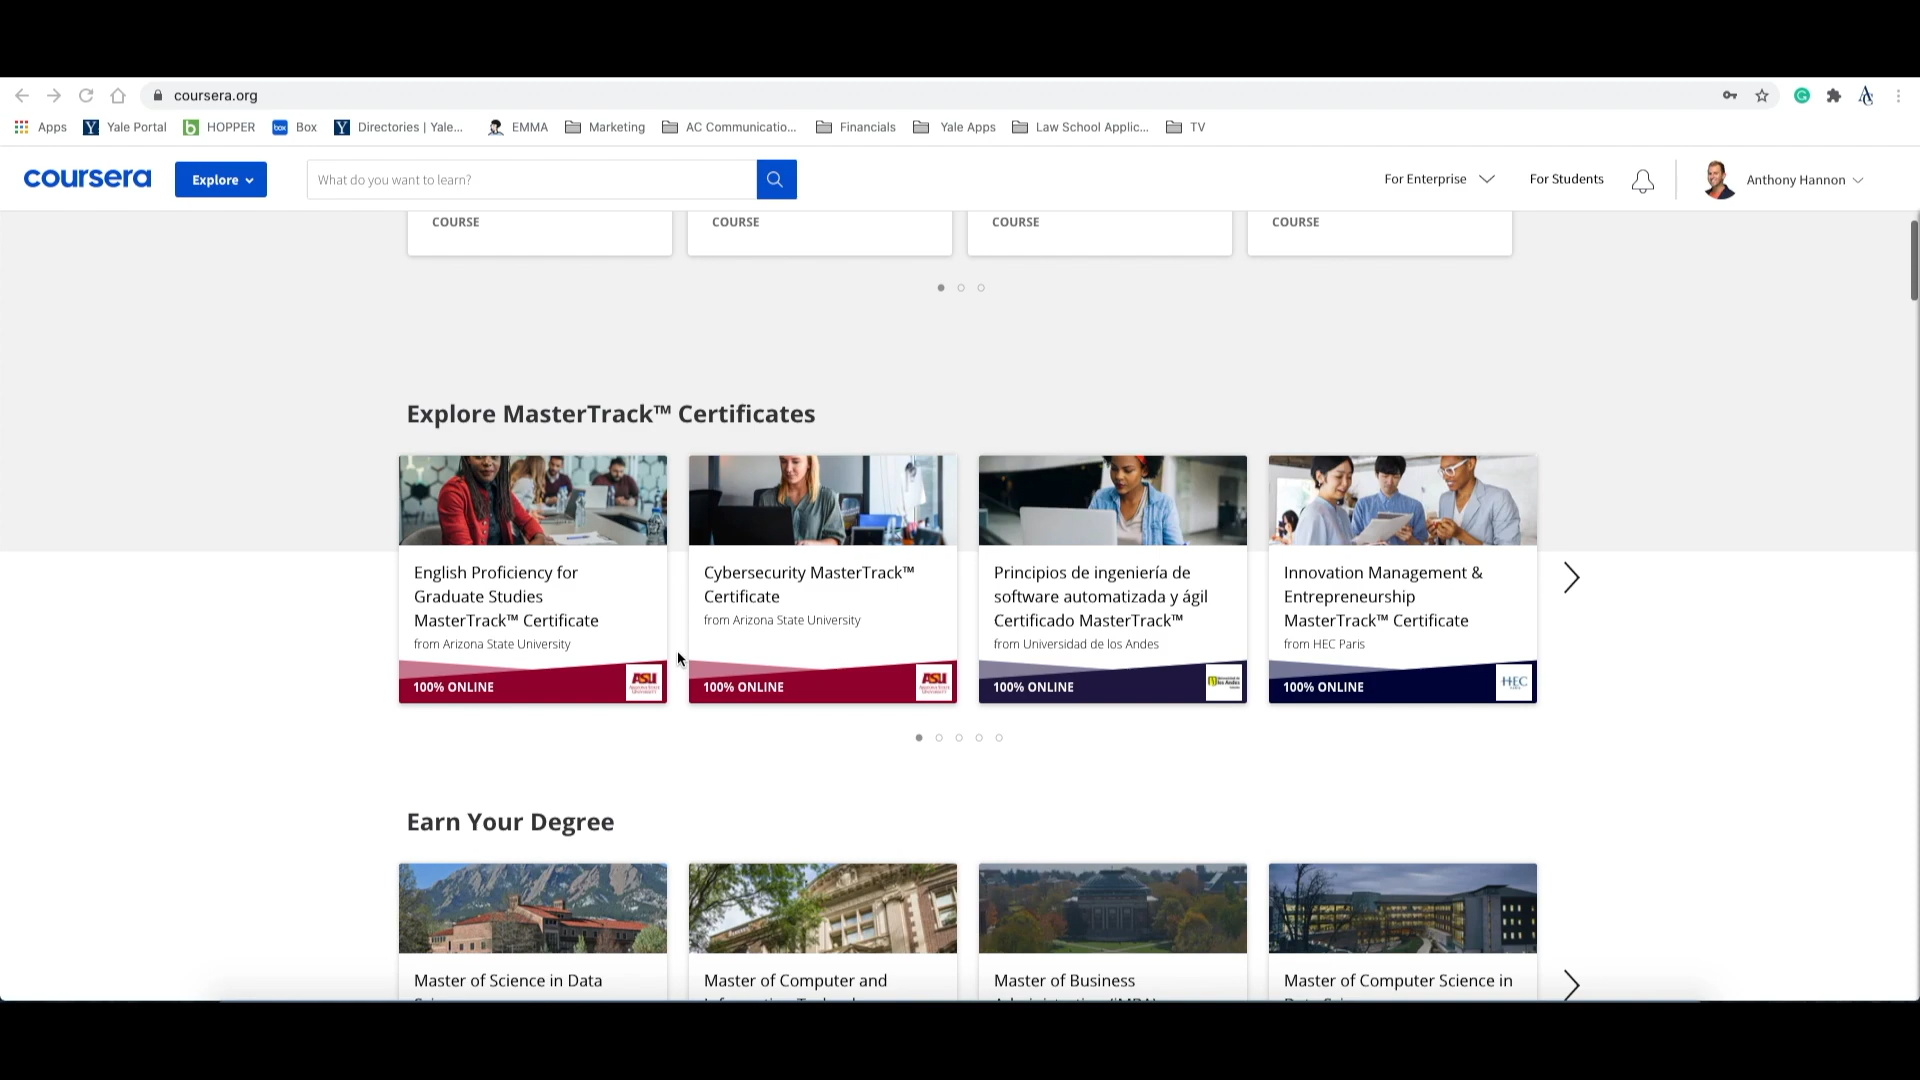 coursera.org
Apps Yale Portal HOPPER Box Directories | Yale... EMMA Marketing AC Communicatio... Financials Yale Apps Law School Applic... TV
coursera Explore What do you want to learn? For Enterprise For Students Anthony Hannon
COURSE COURSE COURSE COURSE
Explore MasterTrack™ Certificates
English Proficiency for
Graduate Studies
MasterTrack™ Certificate
from Arizona State University
100% ONLINE
ASU
Cybersecurity MasterTrack™
Certificate
from Arizona State University
100% ONLINE
ASU
Principios de ingeniería de
software automatizada y ágil
Certificado MasterTrack™
from Universidad de los Andes
100% ONLINE
Innovation Management &
Entrepreneurship
MasterTrack™ Certificate
from HEC Paris
100% ONLINE
HEC
Earn Your Degree
Master of Science in Data
Master of Computer and
Master of Business
Master of Computer Science in